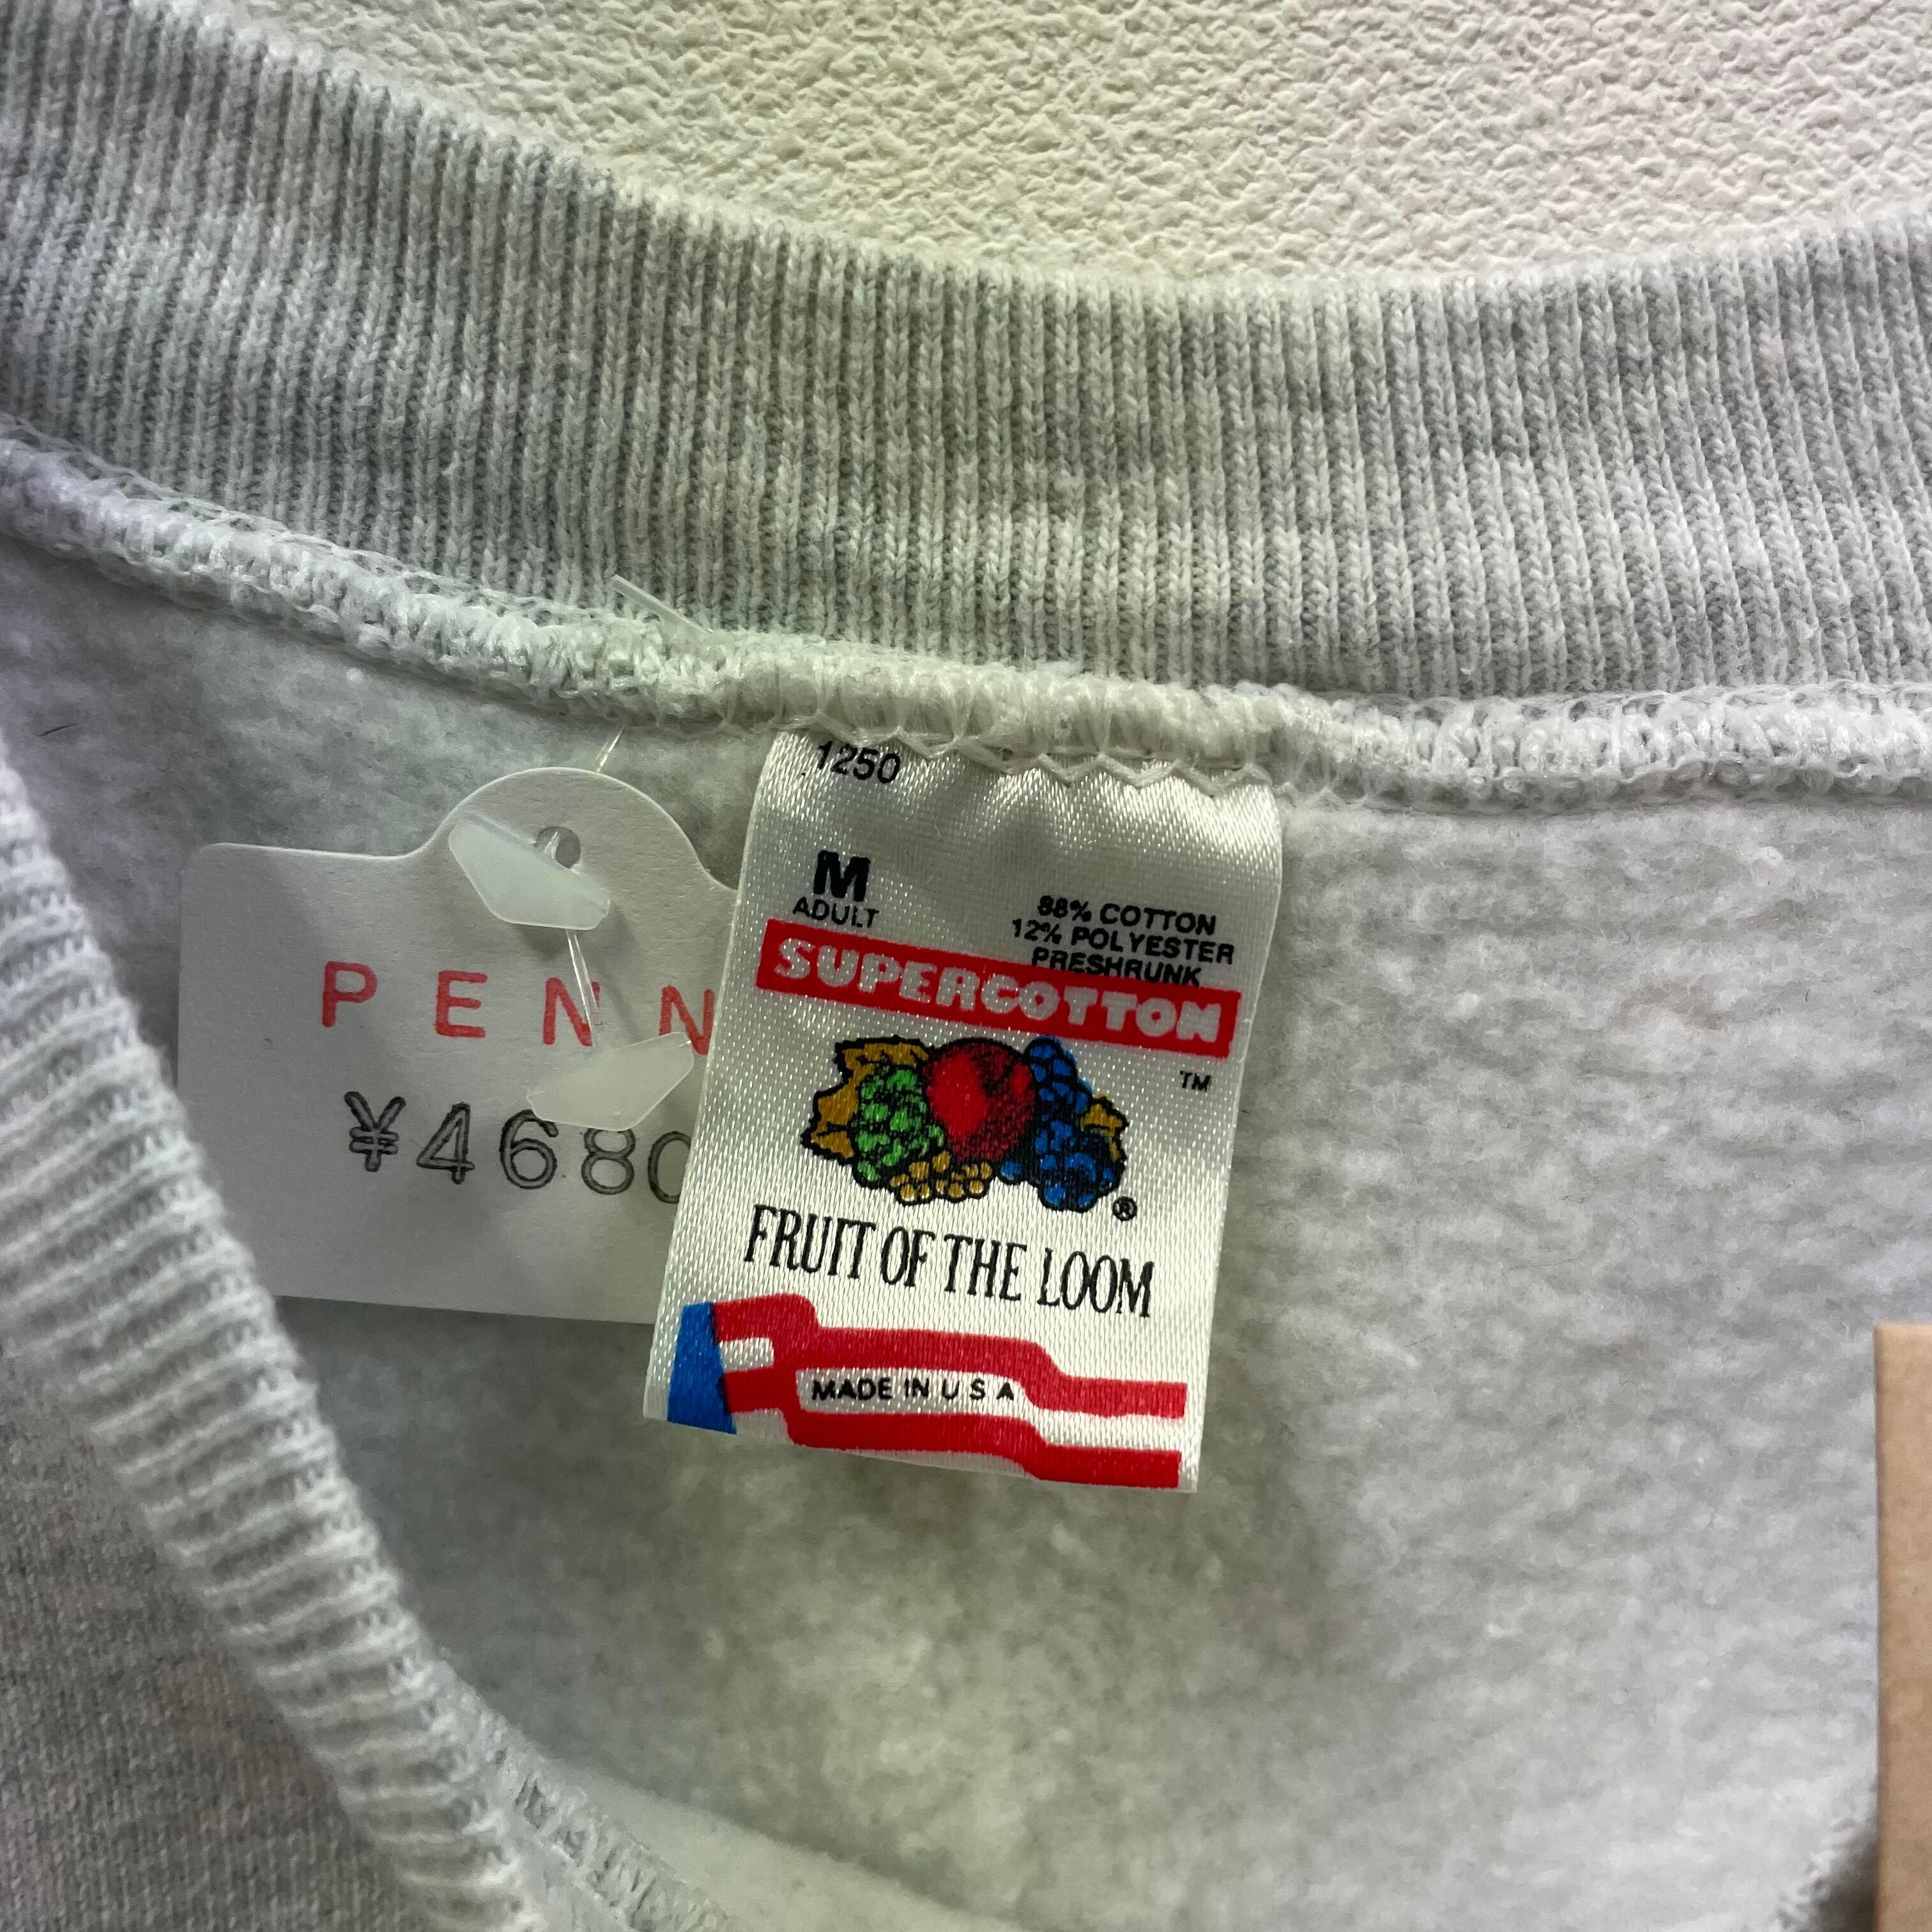 1250
M
ADULT
88% COTTON
12% POLYESTER
PRESHRUNK
SUPERCOTTON
TM
®
FRUIT OF THE LOOM
MADE IN U S A
PENN
¥4680